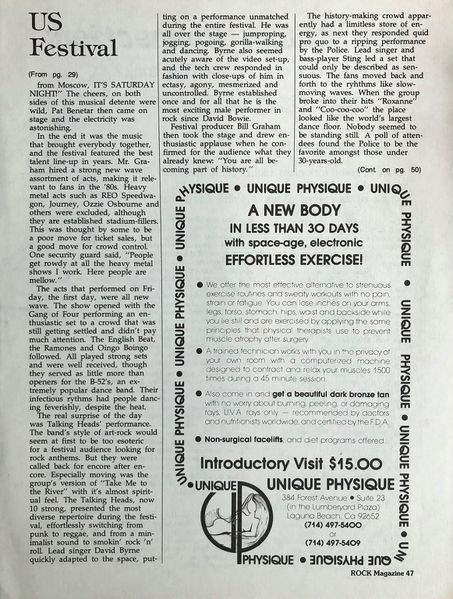 US
Festival
(From pg. 29)
from Moscow, IT'S SATURDAY
NIGHT!" The cheers, on both
sides of this musical detente were
wild, Pat Benetar then came on
stage and the electricity was
astonishing.
In the end it was the music
that brought everybody together,
and the festival featured the best
talent line-up in years. Mr. Gra-
ham hired a strong new wave
assortment of acts, making it rel-
evant to fans in the '80s. Heavy
metal acts such as REO Speedwa-
gon, Journey, Ozzie Osbourne and
others were excluded, although
they are established stadium-fillers.
This was thought by some to be
a poor move for ticket sales, but
a good move for crowd control.
One security guard said, "People
get rowdy at all the heavy metal
shows I work. Here people are
mellow."
The acts that performed on Fri-
day, the first day, were all new
wave. The show opened with the
Gang of Four performing an en-
thusiastic set to a crowd that was
still getting settled and didn't pay
much attention. The English Beat,
the Ramones and Oingo Boingo
followed. All played strong sets
and were well received, though
they served as little more than
openers for the B-52's, an ex-
tremely popular dance band. Their
infectious rythms had people danc-
ing feverishly, despite the heat.
The real surprise of the day
was Talking Heads' performance.
The band's style of art-rock would
seem at first to be too esoteric
for a festival audience looking for
rock anthems. But they were
called back for encore after en-
core. Especially moving was the
group's version of "Take Me to
the River" with it's almost spirit-
ual feel. The Talking Heads, now
10 strong, presented the most
diverse repertoire during the festi-
val, effortlessly switching from
punk to reggae, and from a min-
imalist sound to smokin' rock 'n'
roll. Lead singer David Byrne
quickly adapted to the space, put-
ting on a performance unmatched
during the entire festival. He was
all over the stage — jumproping,
jogging, pogoing, gorilla-walking
and dancing. Byrne also seemed
acutely aware of the video set-up,
and the tech crew responded in
fashion with close-ups of him in
ecstasy, agony, mesmerized and
uncontrolled. Byrne established
once and for all that he is the
most exciting male performer in
rock since David Bowie.
Festival producer Bill Graham
then took the stage and drew en-
thusiastic applause when he con-
firmed for the audience what they
already knew: "You are all be-
coming part of history."
The history-making crowd appar-
ently had a limitless store of en-
ergy, as next they responded quid
pro quo to a ripping performance
by the Police. Lead singer and
bass-player Sting led a set that
could only be described as sen-
suous. The fans moved back and
forth to the ryhthms like slow-
moving waves. When the group
broke into their hits "Roxanne"
and "Coo-coo-coo" the place
looked like the world's largest
dance floor. Nobody seemed to
be standing still. A poll of atten-
dees found the Police to be the
favorite amongst those under
30-years-old.
(Cont. on pg. 50)
PHYSIQUE • UNIQUE PHYSIQUE • UNIQUE PHYSIQUE
A NEW BODY
IN LESS THAN 30 DAYS
with space-age, electronic
EFFORTLESS EXERCISE!
• We offer the most effective alternative to strenuous
exercise routines and sweaty workouts with no pain,
strain or fatigue. You can lose inches on your arms,
legs, torso, stomach, hips, waist and backside while
you lie still and are exercised by applying the same
principles that physical therapists use to prevent
muscle atrophy after surgery.
• A trained technician works with you in the privacy of
your own room with a computerized machine
designed to contract and relax your muscles 1500
times during a 45 minute session.
• Also come in and get a beautiful dark bronze tan
with no worry about burning, peeling, or damaging
rays. U.V.A. rays only — recommended by doctors
and nutritionists worldwide, and certified by the F.D.A.
• Non-surgical facelifts, and diet programs offered.
Introductory Visit $15.00
UNIQUE PHYSIQUE
384 Forest Avenue • Suite 23
(in the Lumberyard Plaza)
Laguna Beach, Ca 92652
(714) 497-5400
or
(714) 497-5409
UNIQUE PHYSIQUE • UNIQUE PHYSIQUE
ROCK Magazine 47